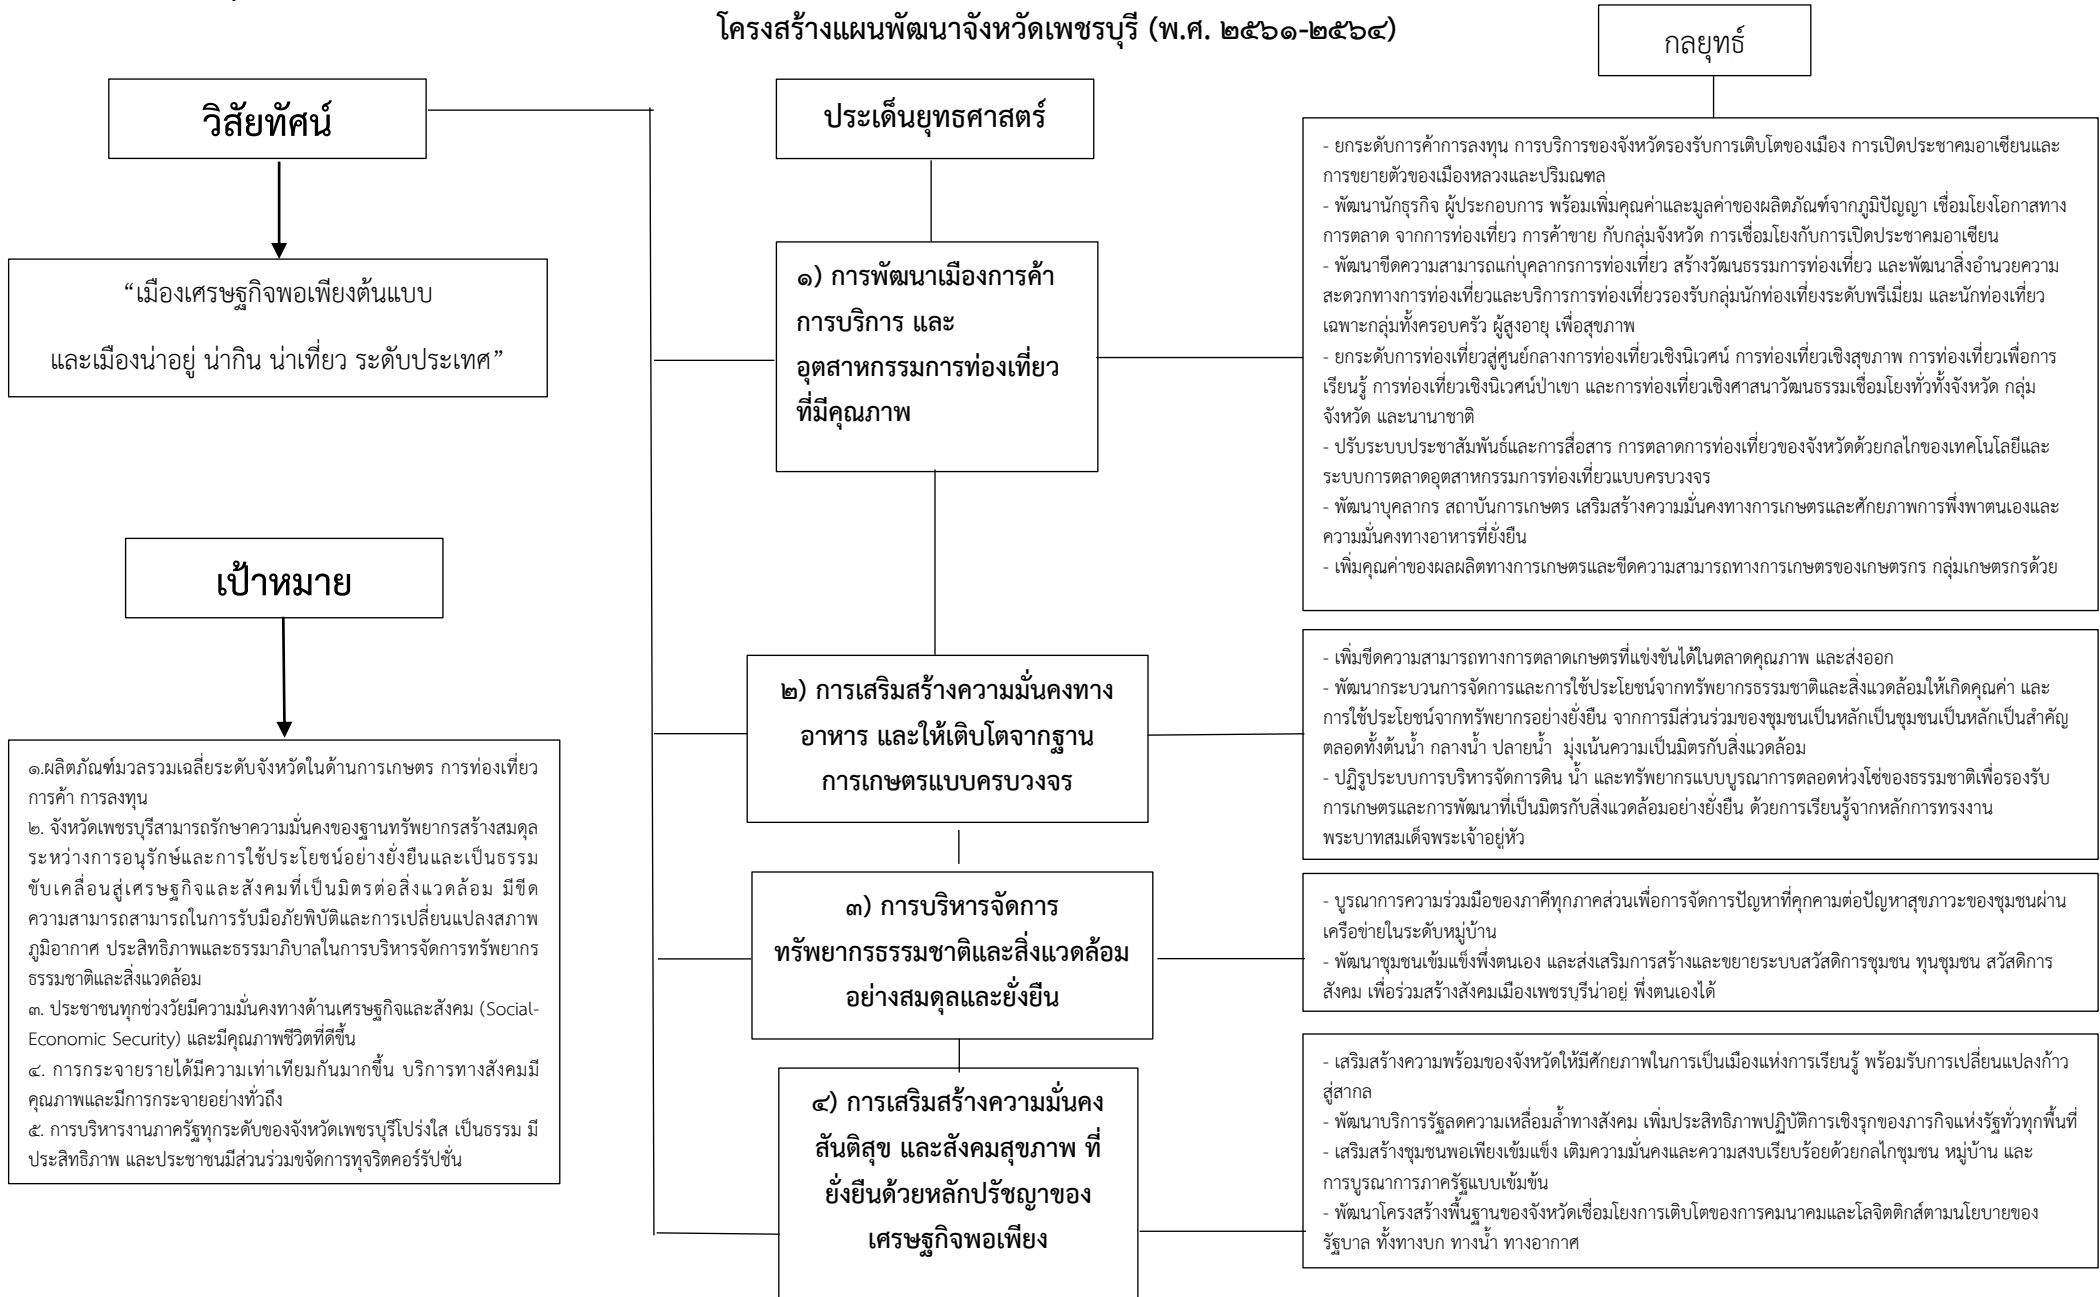 โครงสร้างแผนพัฒนาจังหวัดเพชรบุรี (พ.ศ. ๒๕๖๑-๒๕๖๔)
วิสัยทัศน์
“เมืองเศรษฐกิจพอเพียงต้นแบบ
และเมืองน่าอยู่ น่ากิน น่าเที่ยว ระดับประเทศ”
เป้าหมาย
๑.ผลิตภัณฑ์มวลรวมเฉลี่ยระดับจังหวัดในด้านการเกษตร การท่องเที่ยว
การค้า การลงทุน
๒. จังหวัดเพชรบุรีสามารถรักษาความมั่นคงของฐานทรัพยากรสร้างสมดุล
ระหว่างการอนุรักษ์และการใช้ประโยชน์อย่างยั่งยืนและเป็นธรรม
ขับเคลื่อนสู่เศรษฐกิจและสังคมที่เป็นมิตรต่อสิ่งแวดล้อม มีขีด
ความสามารถสามารถในการรับมือภัยพิบัติและการเปลี่ยนแปลงสภาพ
ภูมิอากาศ ประสิทธิภาพและธรรมาภิบาลในการบริหารจัดการทรัพยากร
ธรรมชาติและสิ่งแวดล้อม
๓. ประชาชนทุกช่วงวัยมีความมั่นคงทางด้านเศรษฐกิจและสังคม (Social-
Economic Security) และมีคุณภาพชีวิตที่ดีขึ้น
๔. การกระจายรายได้มีความเท่าเทียมกันมากขึ้น บริการทางสังคมมี
คุณภาพและมีการกระจายอย่างทั่วถึง
๕. การบริหารงานภาครัฐทุกระดับของจังหวัดเพชรบุรีโปร่งใส เป็นธรรม มี
ประสิทธิภาพ และประชาชนมีส่วนร่วมขจัดการทุจริตคอร์รัปชั่น
ประเด็นยุทธศาสตร์
๑) การพัฒนาเมืองการค้า
การบริการ และ
อุตสาหกรรมการท่องเที่ยว
ที่มีคุณภาพ
๒) การเสริมสร้างความมั่นคงทาง
อาหาร และให้เติบโตจากฐาน
การเกษตรแบบครบวงจร
๓) การบริหารจัดการ
ทรัพยากรธรรมชาติและสิ่งแวดล้อม
อย่างสมดุลและยั่งยืน
๔) การเสริมสร้างความมั่นคง
สันติสุข และสังคมสุขภาพ ที่
ยั่งยืนด้วยหลักปรัชญาของ
เศรษฐกิจพอเพียง
กลยุทธ์
- ยกระดับการค้าการลงทุน การบริการของจังหวัดรองรับการเติบโตของเมือง การเปิดประชาคมอาเซียนและ
การขยายตัวของเมืองหลวงและปริมณฑล
- พัฒนานักธุรกิจ ผู้ประกอบการ พร้อมเพิ่มคุณค่าและมูลค่าของผลิตภัณฑ์จากภูมิปัญญา เชื่อมโยงโอกาสทาง
การตลาด จากการท่องเที่ยว การค้าขาย กับกลุ่มจังหวัด การเชื่อมโยงกับการเปิดประชาคมอาเซียน
- พัฒนาขีดความสามารถแก่บุคลากรการท่องเที่ยว สร้างวัฒนธรรมการท่องเที่ยว และพัฒนาสิ่งอำนวยความ
สะดวกทางการท่องเที่ยวและบริการการท่องเที่ยวรองรับกลุ่มนักท่องเที่ยงระดับพรีเมี่ยม และนักท่องเที่ยว
เฉพาะกลุ่มทั้งครอบครัว ผู้สูงอายุ เพื่อสุขภาพ
- ยกระดับการท่องเที่ยวสู่ศูนย์กลางการท่องเที่ยวเชิงนิเวศน์ การท่องเที่ยวเชิงสุขภาพ การท่องเที่ยวเพื่อการ
เรียนรู้ การท่องเที่ยวเชิงนิเวศน์ป่าเขา และการท่องเที่ยวเชิงศาสนาวัฒนธรรมเชื่อมโยงทั่วทั้งจังหวัด กลุ่ม
จังหวัด และนานาชาติ
- ปรับระบบประชาสัมพันธ์และการสื่อสาร การตลาดการท่องเที่ยวของจังหวัดด้วยกลไกของเทคโนโลยีและ
ระบบการตลาดอุตสาหกรรมการท่องเที่ยวแบบครบวงจร
- พัฒนาบุคลากร สถาบันการเกษตร เสริมสร้างความมั่นคงทางการเกษตรและศักยภาพการพึ่งพาตนเองและ
ความมั่นคงทางอาหารที่ยั่งยืน
- เพิ่มคุณค่าของผลผลิตทางการเกษตรและขีดความสามารถทางการเกษตรของเกษตรกร กลุ่มเกษตรกรด้วย
- เพิ่มขีดความสามารถทางการตลาดเกษตรที่แข่งขันได้ในตลาดคุณภาพ และส่งออก
- พัฒนากระบวนการจัดการและการใช้ประโยชน์จากทรัพยากรธรรมชาติและสิ่งแวดล้อมให้เกิดคุณค่า และ
การใช้ประโยชน์จากทรัพยากรอย่างยั่งยืน จากการมีส่วนร่วมของชุมชนเป็นหลักเป็นชุมชนเป็นหลักเป็นสำคัญ
ตลอดทั้งต้นน้ำ กลางน้ำ ปลายน้ำ มุ่งเน้นความเป็นมิตรกับสิ่งแวดล้อม
- ปฏิรูประบบการบริหารจัดการดิน น้ำ และทรัพยากรแบบบูรณาการตลอดห่วงโซ่ของธรรมชาติเพื่อรองรับ
การเกษตรและการพัฒนาที่เป็นมิตรกับสิ่งแวดล้อมอย่างยั่งยืน ด้วยการเรียนรู้จากหลักการทรงงาน
พระบาทสมเด็จพระเจ้าอยู่หัว
- บูรณาการความร่วมมือของภาคีทุกภาคส่วนเพื่อการจัดการปัญหาที่คุกคามต่อปัญหาสุขภาวะของชุมชนผ่าน
เครือข่ายในระดับหมู่บ้าน
- พัฒนาชุมชนเข้มแข็งพึ่งตนเอง และส่งเสริมการสร้างและขยายระบบสวัสดิการชุมชน ทุนชุมชน สวัสดิการ
สังคม เพื่อร่วมสร้างสังคมเมืองเพชรบุรีน่าอยู่ พึ่งตนเองได้
- เสริมสร้างความพร้อมของจังหวัดให้มีศักยภาพในการเป็นเมืองแห่งการเรียนรู้ พร้อมรับการเปลี่ยนแปลงก้าว
สู่สากล
- พัฒนาบริการรัฐลดความเหลื่อมล้ำทางสังคม เพิ่มประสิทธิภาพปฏิบัติการเชิงรุกของภารกิจแห่งรัฐทั่วทุกพื้นที่
- เสริมสร้างชุมชนพอเพียงเข้มแข็ง เติมความมั่นคงและความสงบเรียบร้อยด้วยกลไกชุมชน หมู่บ้าน และ
การบูรณาการภาครัฐแบบเข้มข้น
- พัฒนาโครงสร้างพื้นฐานของจังหวัดเชื่อมโยงการเติบโตของการคมนาคมและโลจิตติกส์ตามนโยบายของ
รัฐบาล ทั้งทางบก ทางน้ำ ทางอากาศ